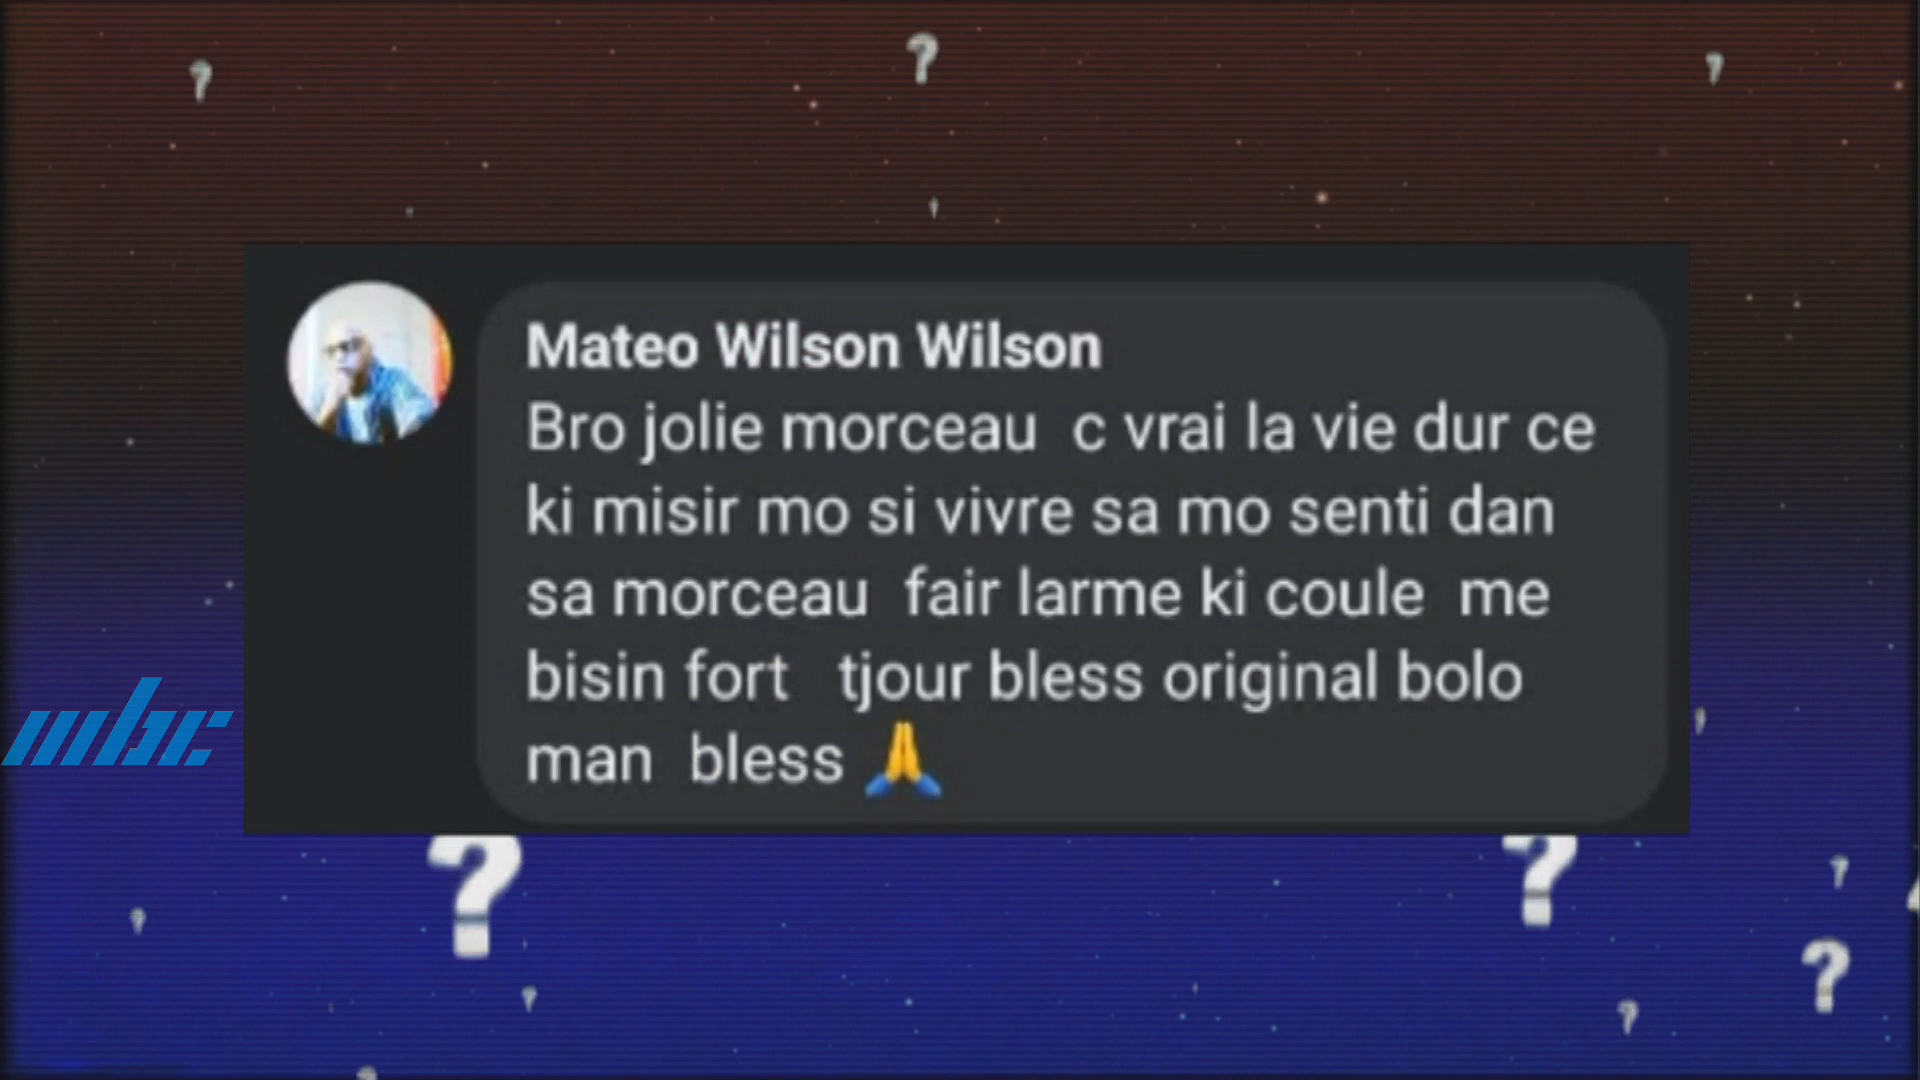 Mateo Wilson Wilson
Bro jolie morceau c vrai la vie dur ce
ki misir mo si vivre sa mo senti dan
sa morceau fair larme ki coule me
bisin fort tjour bless original bolo
man bless 🙏
mbc
? ? ?
? ?
?
? ?
? ?
? ?
?